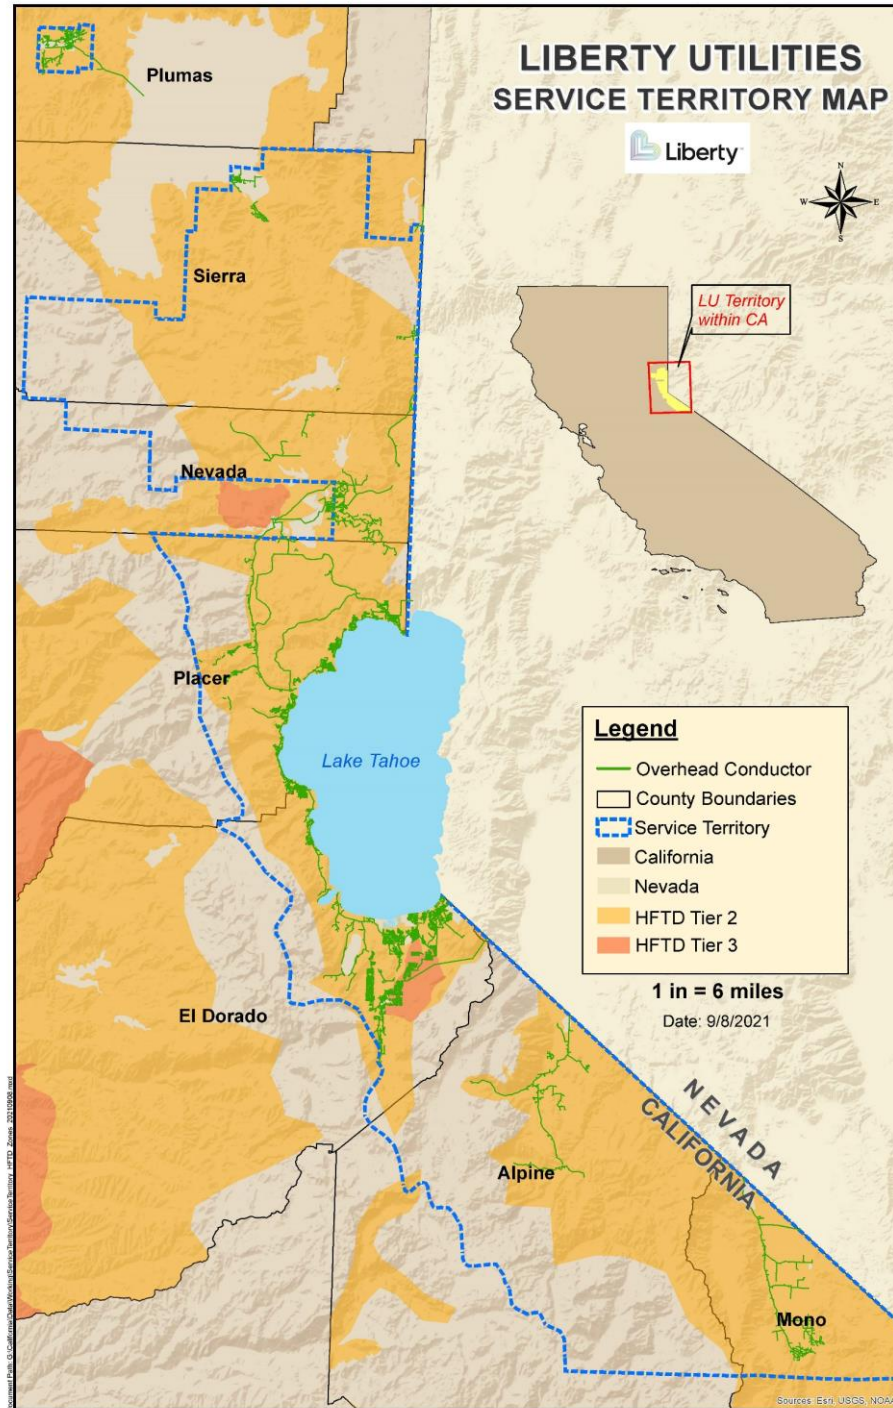 LIBERTY UTILITIES
SERVICE TERRITORY MAP
Liberty
N
W
E
S
LU Territory
within CA
Plumas
Sierra
Nevada
Placer
Lake Tahoe
El Dorado
Alpine
Mono
NEVADA
CALIFORNIA
Legend
Overhead Conductor
County Boundaries
Service Territory
California
Nevada
HFTD Tier 2
HFTD Tier 3
1 in = 6 miles
Date: 9/8/2021
Sources: Esri, USGS, NOAA